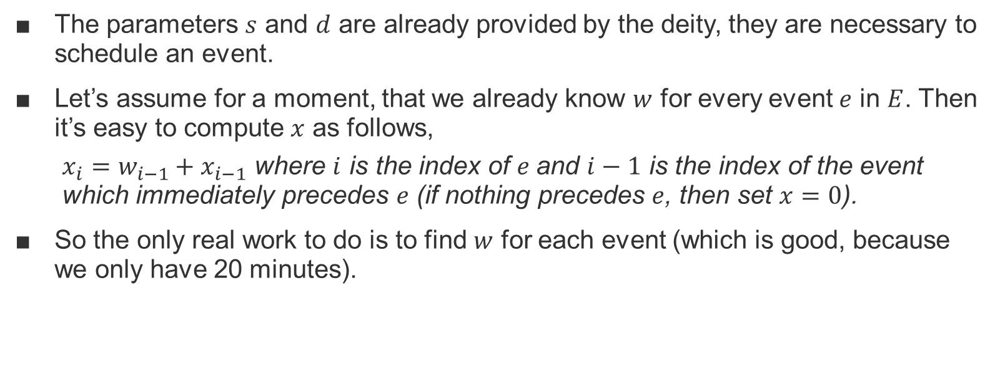 ▪ The parameters s and d are already provided by the deity, they are necessary to
schedule an event.
▪ Let’s assume for a moment, that we already know w for every event e in E. Then
it’s easy to compute x as follows,
xᵢ = wᵢ₋₁ + xᵢ₋₁ where i is the index of e and i − 1 is the index of the event
which immediately precedes e (if nothing precedes e, then set x = 0).
▪ So the only real work to do is to find w for each event (which is good, because
we only have 20 minutes).